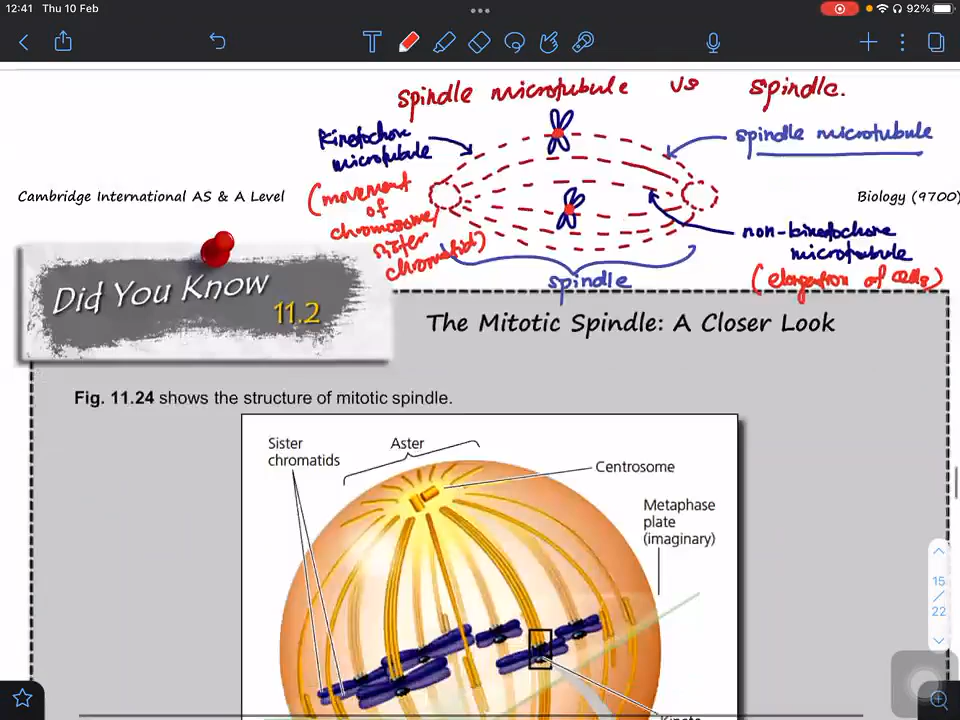 12:41 Thu 10 Feb
92%
T
spindle microtubule vs spindle.
kinetochore
microtubule
(movement
of
chromosome/
sister
chromatid)
spindle microtubule
non-kinetochore
microtubule
(elongation of cells)
spindle
Cambridge International AS & A Level
Biology (9700)
Did You Know
11.2
The Mitotic Spindle: A Closer Look
Fig. 11.24 shows the structure of mitotic spindle.
Sister
chromatids
Aster
Centrosome
Metaphase
plate
(imaginary)
15
/
22